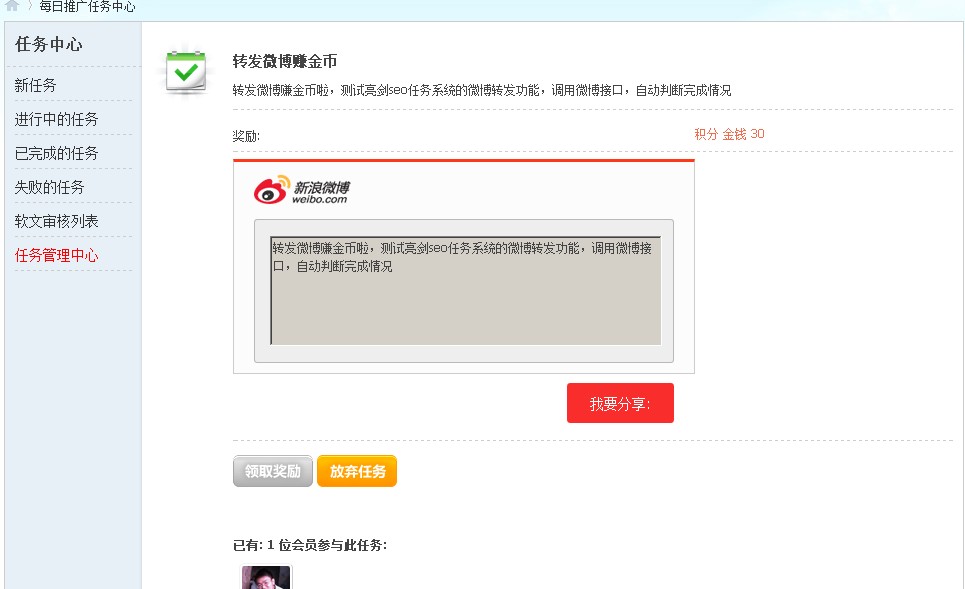 每日推广任务中心
任务中心
新任务
进行中的任务
已完成的任务
失败的任务
软文审核列表
任务管理中心
转发微博赚金币
转发微博赚金币啦，测试亮剑seo任务系统的微博转发功能，调用微博接口，自动判断完成情况
奖励:
积分 金钱 30
新浪微博
weibo.com
转发微博赚金币啦，测试亮剑seo任务系统的微博转发功能，调用微博接
口，自动判断完成情况
我要分享:
领取奖励
放弃任务
已有: 1 位会员参与此任务: